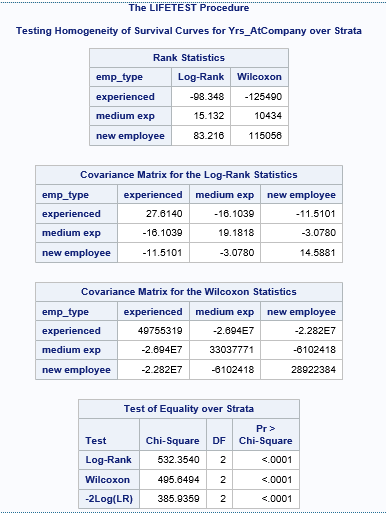 The LIFETEST Procedure
Testing Homogeneity of Survival Curves for Yrs_AtCompany over Strata
Rank Statistics
emp_type Log-Rank Wilcoxon
experienced -98.348 -125490
medium exp 15.132 10434
new employee 83.216 115056
Covariance Matrix for the Log-Rank Statistics
emp_type experienced medium exp new employee
experienced 27.6140 -16.1039 -11.5101
medium exp -16.1039 19.1818 -3.0780
new employee -11.5101 -3.0780 14.5881
Covariance Matrix for the Wilcoxon Statistics
emp_type experienced medium exp new employee
experienced 49755319 -2.694E7 -2.282E7
medium exp -2.694E7 33037771 -6102418
new employee -2.282E7 -6102418 28922384
Test of Equality over Strata
Test Chi-Square DF Pr > Chi-Square
Log-Rank 532.3540 2 <.0001
Wilcoxon 495.6494 2 <.0001
-2Log(LR) 385.9359 2 <.0001